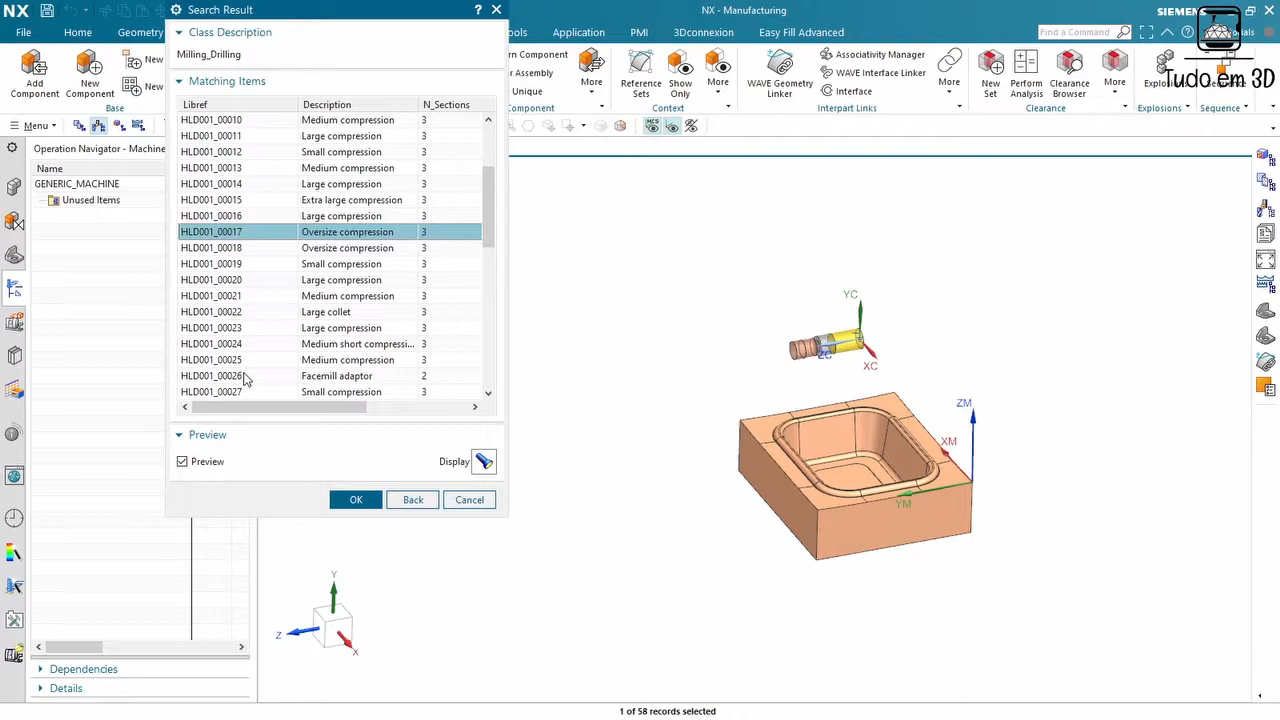 NX
Search Result
?
NX - Manufacturing
SIEMENS
File
Home
Geometry
Application
PMI
3Dconnexion
Easy Fill Advanced
Find a Command
Tudo em 3D
Add Component
New Component
New
New
Base
More
Reference Sets
Show Only
More
Context
WAVE Geometry Linker
Associativity Manager
WAVE Interface Linker
Interface
More
Interpart Links
New Set
Perform Analysis
Clearance Browser
More
Clearance
Explosions
Sequence
Class Description
Milling_Drilling
Matching Items
Libref Description N_Sections
HLD001_00010 Medium compression 3
HLD001_00011 Large compression 3
HLD001_00012 Small compression 3
HLD001_00013 Medium compression 3
HLD001_00014 Large compression 3
HLD001_00015 Extra large compression 3
HLD001_00016 Large compression 3
HLD001_00017 Oversize compression 3
HLD001_00018 Oversize compression 3
HLD001_00019 Small compression 3
HLD001_00020 Large compression 3
HLD001_00021 Medium compression 3
HLD001_00022 Large collet 3
HLD001_00023 Large compression 3
HLD001_00024 Medium short compressi... 3
HLD001_00025 Medium compression 3
HLD001_00026 Facemill adaptor 2
HLD001_00027 Small compression 3
Preview
Preview
Display
OK
Back
Cancel
Menu
Operation Navigator - Machine
Name
GENERIC_MACHINE
Unused Items
Dependencies
Details
YC
ZC
XC
ZM
XM
YM
Y
Z
X
1 of 58 records selected